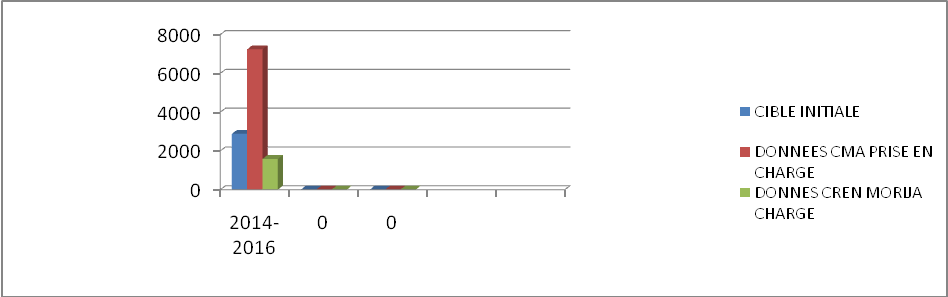 8000
6000
4000
2000
0
2014-
2016
0
0
CIBLE INITIALE
DONNEES CMA PRISE EN
CHARGE
DONNES CREN MORIJA
CHARGE